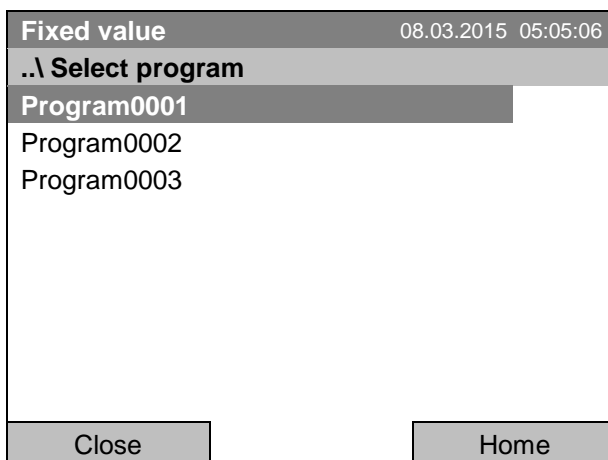 Fixed value 08.03.2015 05:05:06
..\ Select program
Program0001
Program0002
Program0003
Close Home